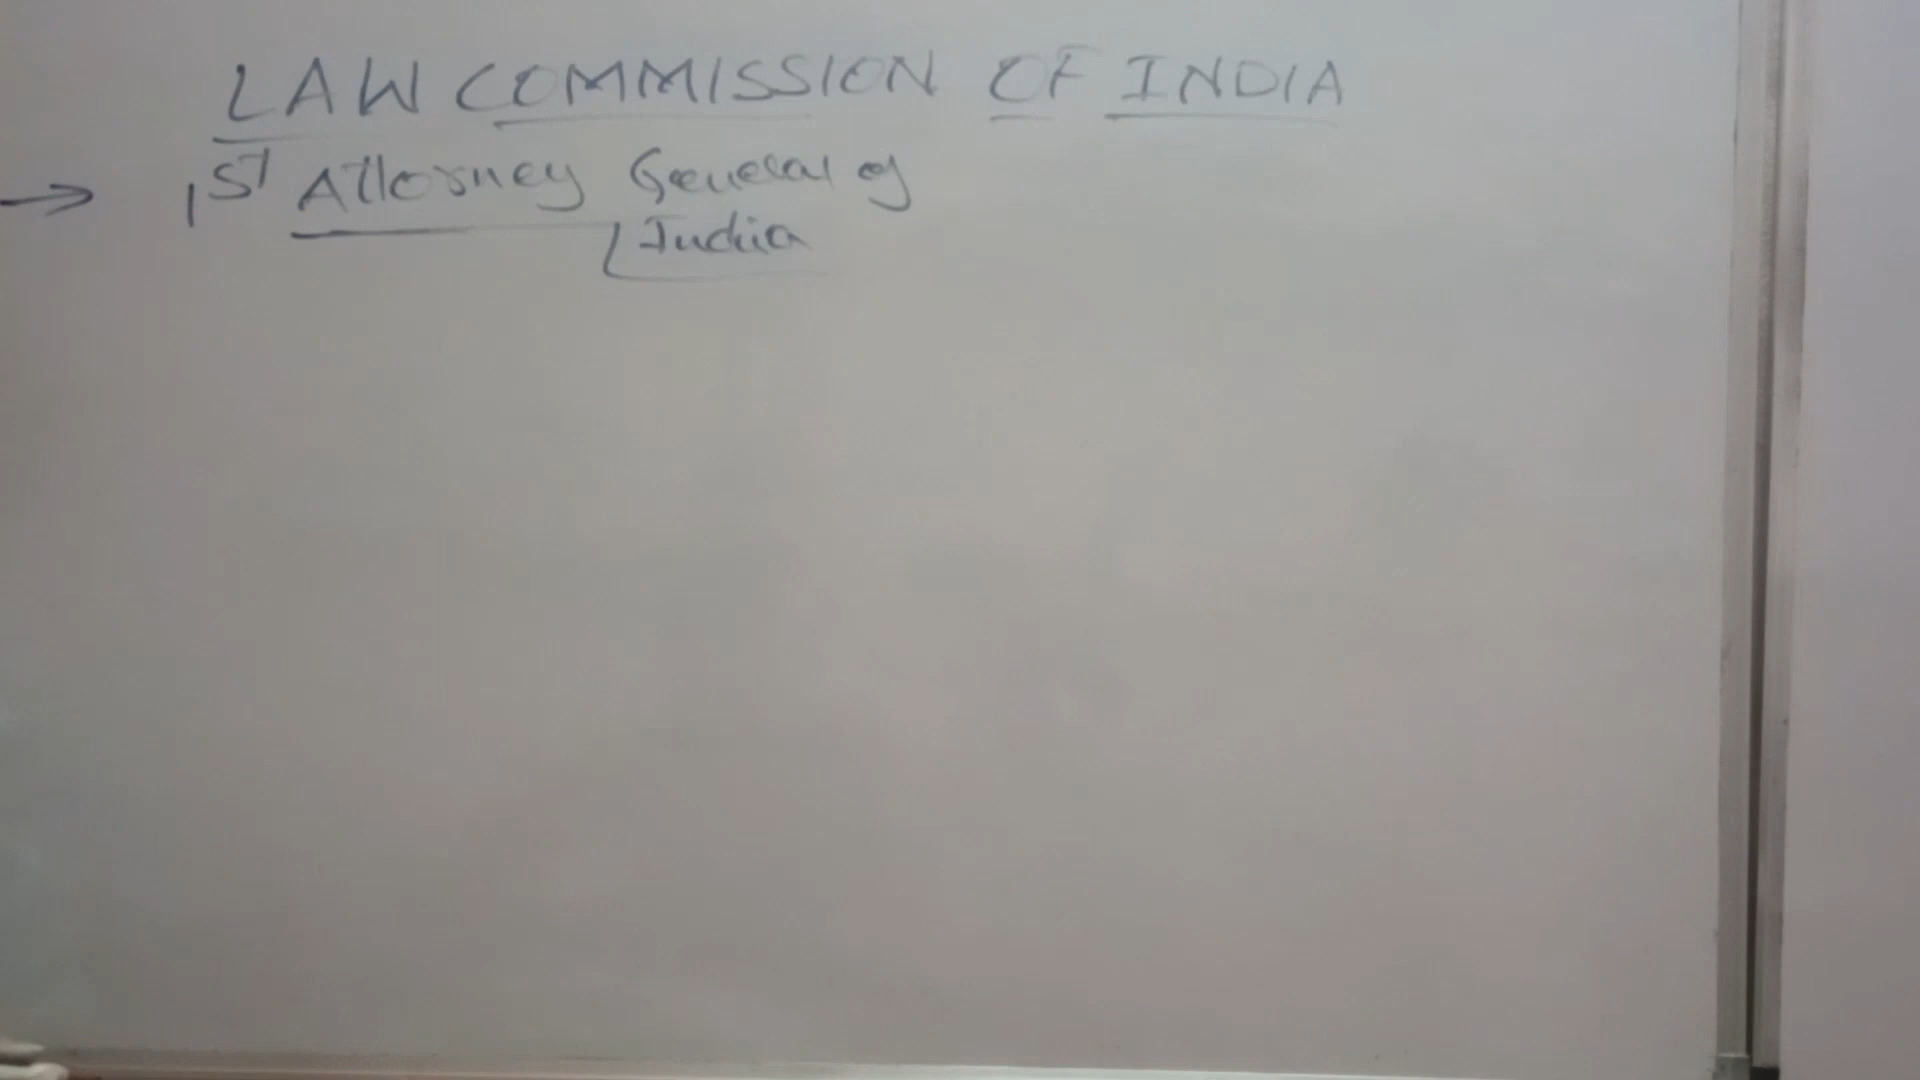 LAW COMMISSION OF INDIA
→ 1ST Attorney General of
India